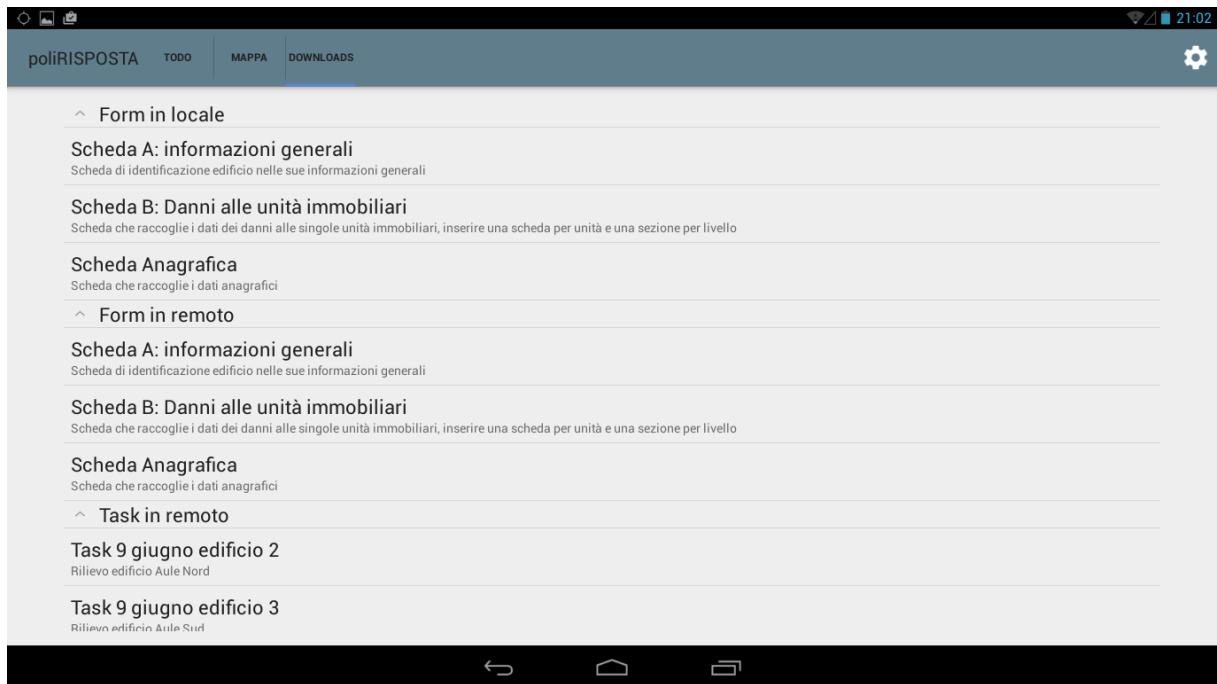 21:02
poliRISPOSTA TODO MAPPA DOWNLOADS
Form in locale
Scheda A: informazioni generali
Scheda di identificazione edificio nelle sue informazioni generali
Scheda B: Danni alle unità immobiliari
Scheda che raccoglie i dati dei danni alle singole unità immobiliari, inserire una scheda per unità e una sezione per livello
Scheda Anagrafica
Scheda che raccoglie i dati anagrafici
Form in remoto
Scheda A: informazioni generali
Scheda di identificazione edificio nelle sue informazioni generali
Scheda B: Danni alle unità immobiliari
Scheda che raccoglie i dati dei danni alle singole unità immobiliari, inserire una scheda per unità e una sezione per livello
Scheda Anagrafica
Scheda che raccoglie i dati anagrafici
Task in remoto
Task 9 giugno edificio 2
Rilievo edificio Aule Nord
Task 9 giugno edificio 3
Rilievo edificio Aule Sud